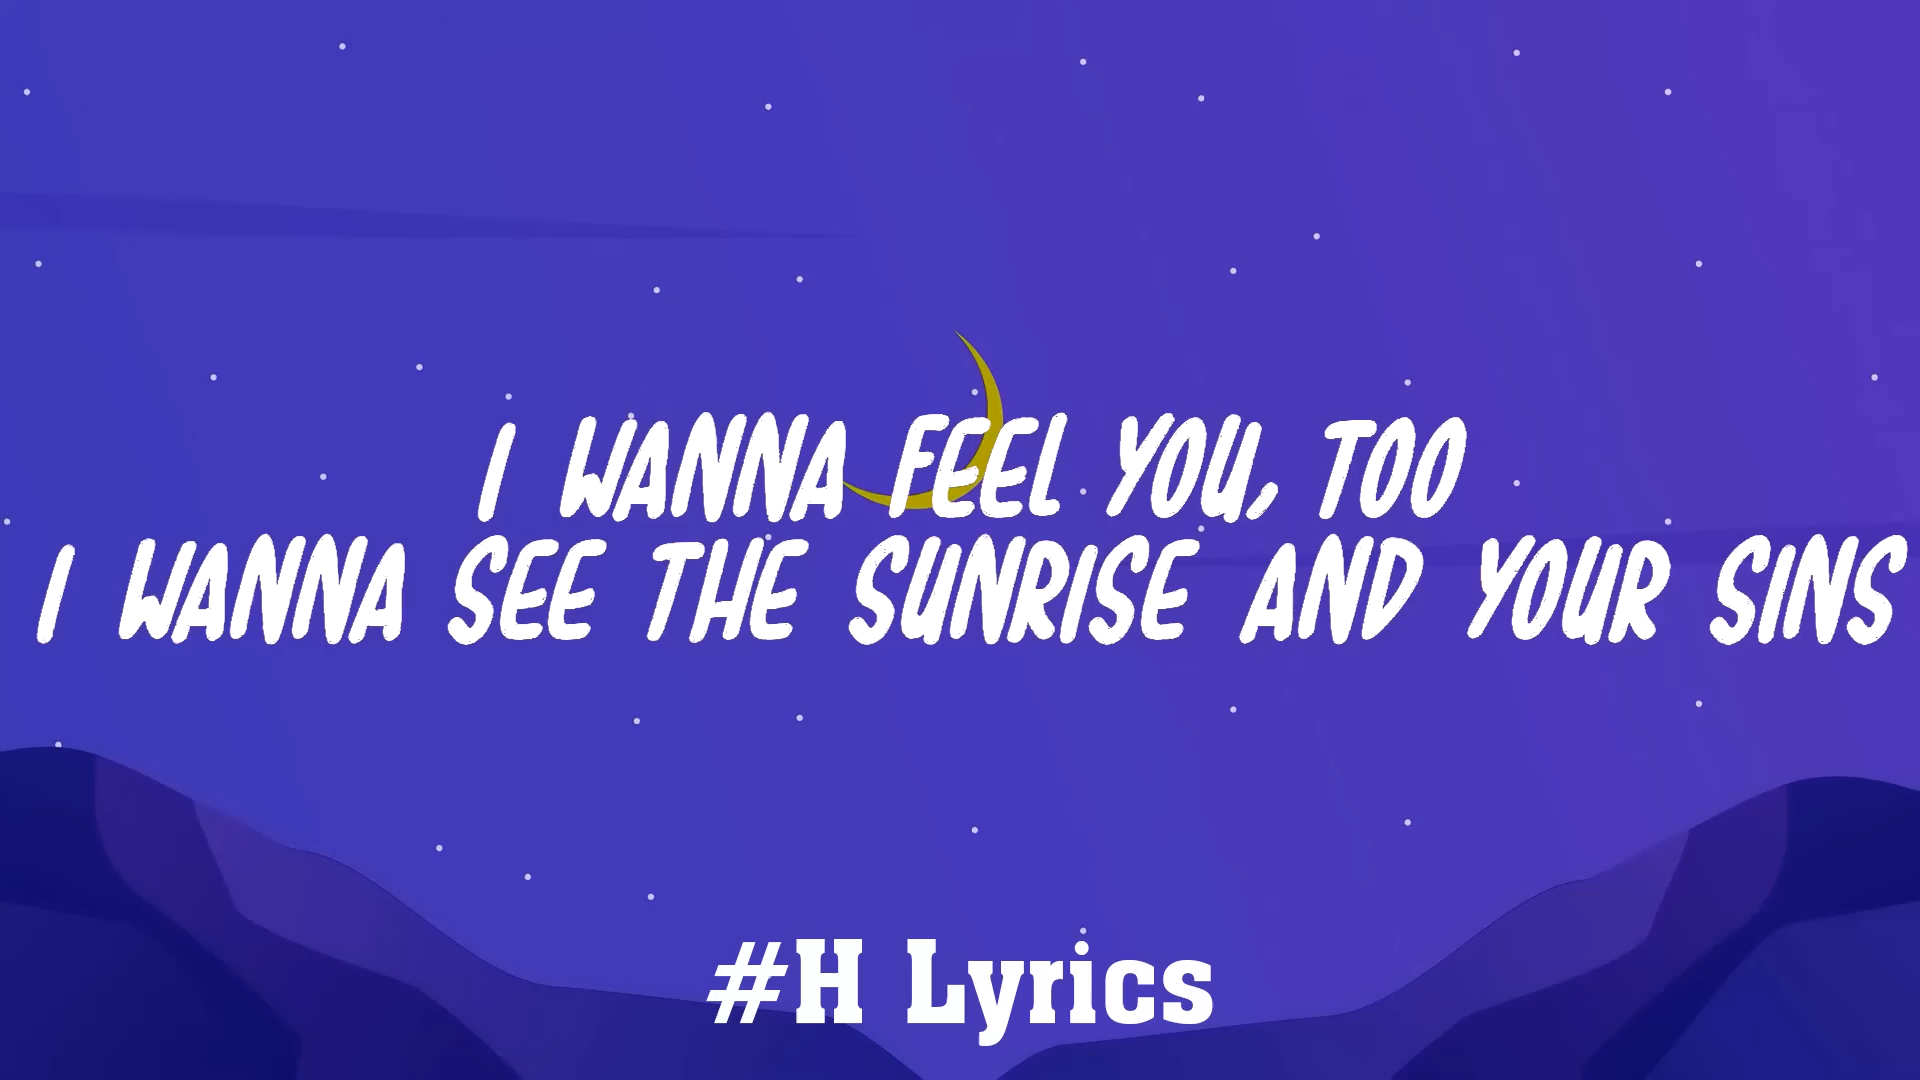 I WANNA FEEL YOU, TOO
I WANNA SEE THE SUNRISE AND YOUR SINS
#H Lyrics